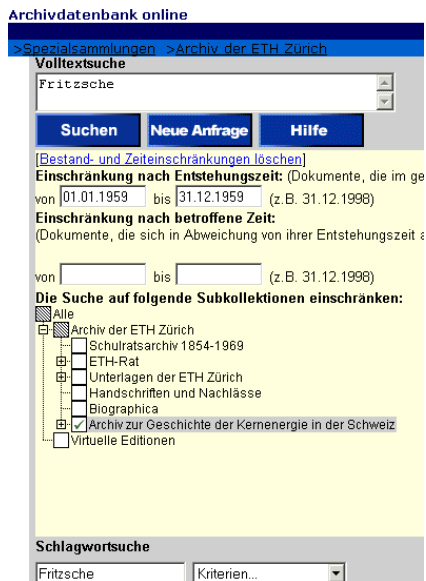 Archivdatenbank online
>Spezialsammlungen >Archiv der ETH Zürich
Volltextsuche
Fritzsche
Suchen Neue Anfrage Hilfe
[Bestand- und Zeiteinschränkungen löschen]
Einschränkung nach Entstehungszeit: (Dokumente, die im ge
von 01.01.1959 bis 31.12.1959 (z.B. 31.12.1998)
Einschränkung nach betroffene Zeit:
(Dokumente, die sich in Abweichung von ihrer Entstehungszeit a
von bis (z.B. 31.12.1998)
Die Suche auf folgende Subkollektionen einschränken:
Alle
Archiv der ETH Zürich
Schulratsarchiv 1854-1969
ETH-Rat
Unterlagen der ETH Zürich
Handschriften und Nachlässe
Biographica
Archiv zur Geschichte der Kernenergie in der Schweiz
Virtuelle Editionen
Schlagwortsuche
Fritzsche Kriterien...